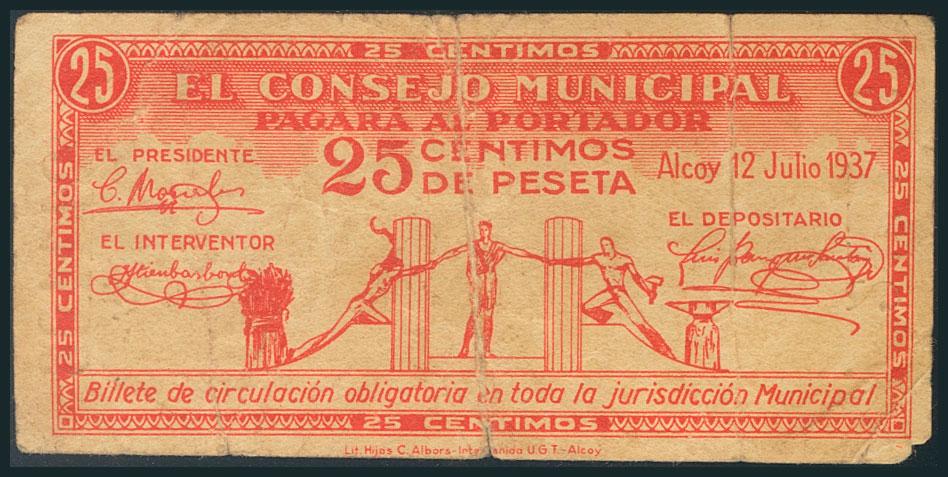 25 CENTIMOS
25 25
EL CONSEJO MUNICIPAL
PAGARA AL PORTADOR
25 CENTIMOS
DE PESETA
Alcoy 12 Julio 1937
EL PRESIDENTE
EL INTERVENTOR
EL DEPOSITARIO
25 CENTIMOS
25 CENTIMOS
Billete de circulación obligatoria en toda la jurisdicción Municipal
25 CENTIMOS
Lit. Hijos C. Albors- U.G.T.-Alcoy